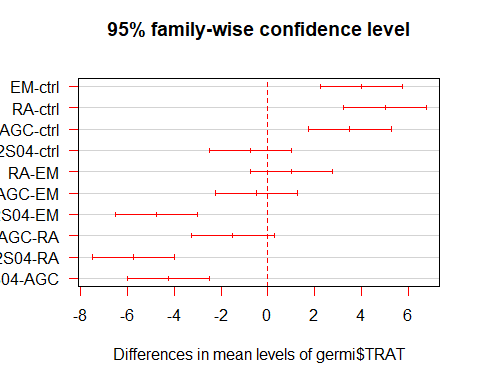 95% family-wise confidence level
EM-ctrl
RA-ctrl
AGC-ctrl
2S04-ctrl
RA-EM
AGC-EM
2S04-EM
AGC-RA
2S04-RA
S04-AGC
-8 -6 -4 -2 0 2 4 6
Differences in mean levels of germi$TRAT